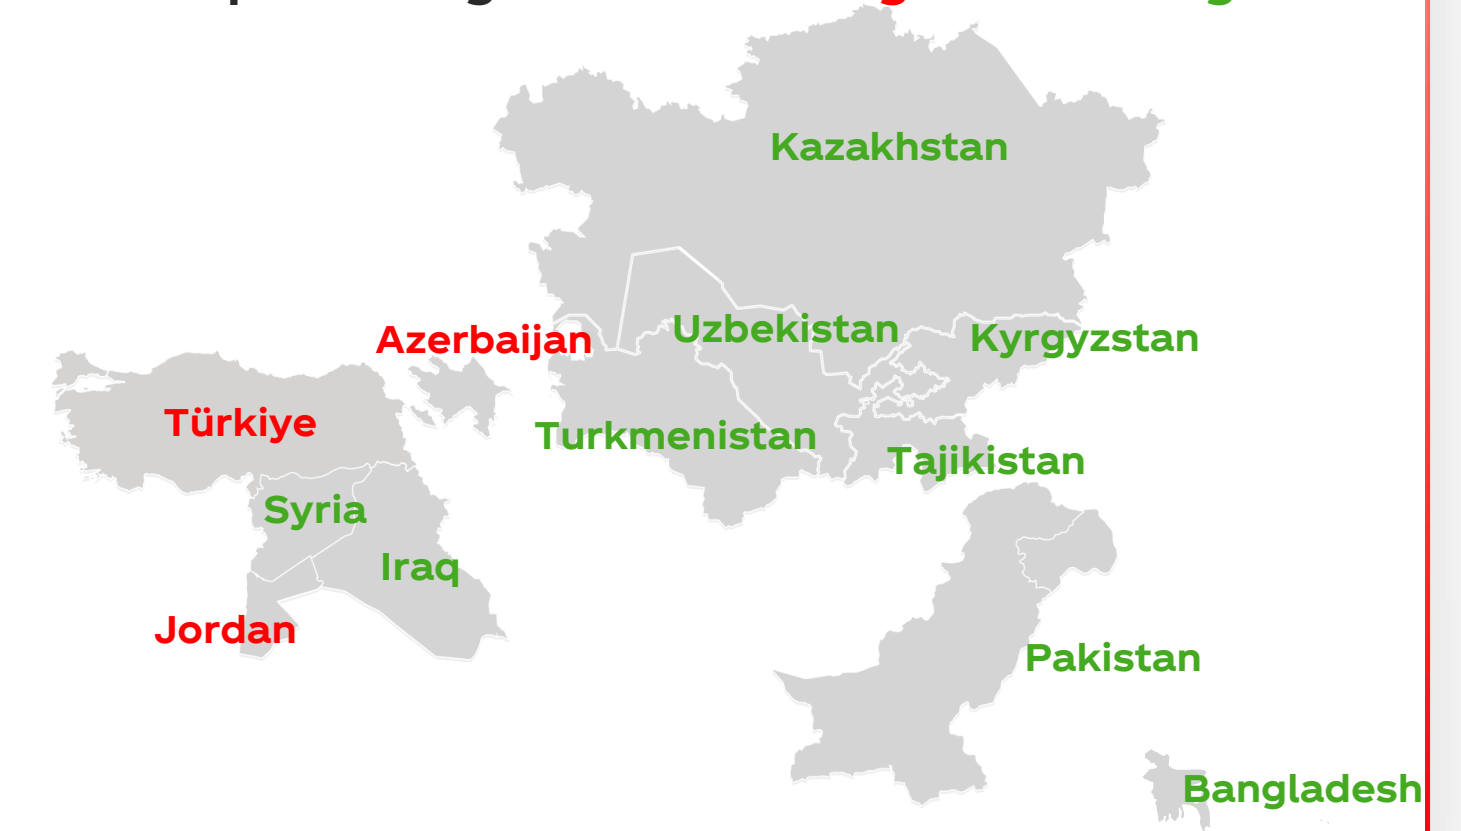 Kazakhstan
Uzbekistan
Kyrgyzstan
Azerbaijan
Türkiye
Turkmenistan
Tajikistan
Syria
Iraq
Jordan
Pakistan
Bangladesh